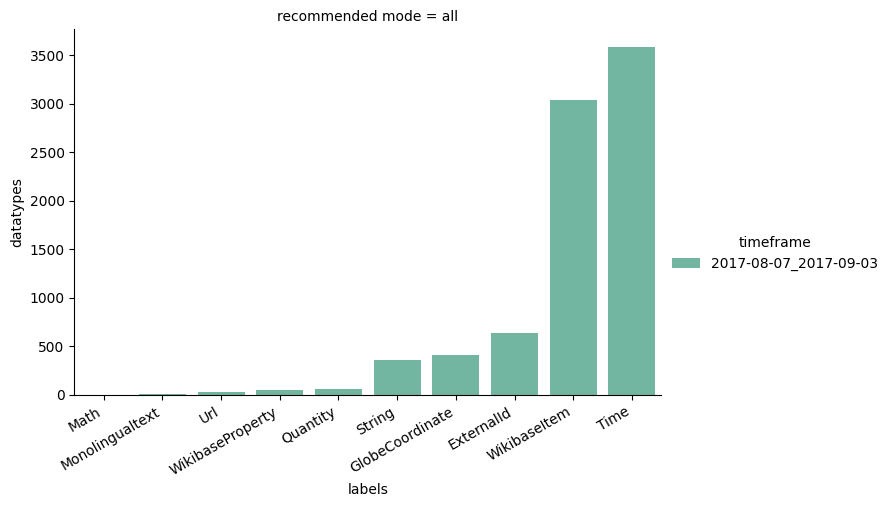 recommended mode = all
datatypes
3500
3000
2500
2000
1500
1000
500
0
Math
Monolingualtext
Url
WikibaseProperty
Quantity
String
GlobeCoordinate
ExternalId
WikibaseItem
Time
labels
timeframe
2017-08-07_2017-09-03